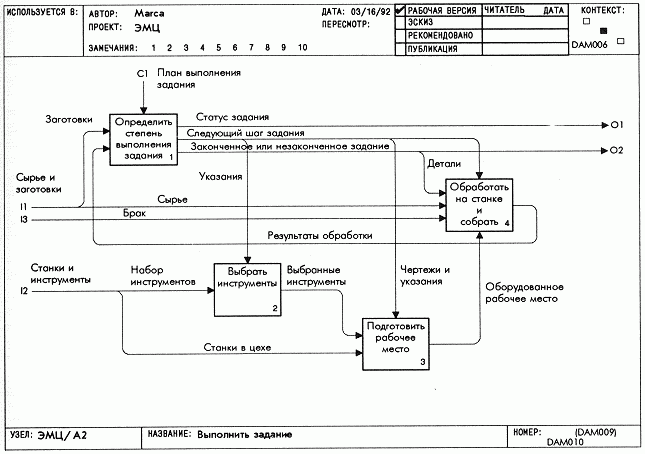 ИСПОЛЬЗУЕТСЯ В:
АВТОР: Marca
ДАТА: 03/16/92
ПРОЕКТ: ЭМЦ
ПЕРЕСМОТР:
ЗАМЕЧАНИЯ: 1 2 3 4 5 6 7 8 9 10
РАБОЧАЯ ВЕРСИЯ
ЧИТАТЕЛЬ ДАТА
ЭСКИЗ
РЕКОМЕНДОВАНО
ПУБЛИКАЦИЯ
КОНТЕКСТ:
DAM006
C1
План выполнения
задания
Заготовки
Определить
степень
выполнения
задания 1
Статус задания
O1
Следующий шаг задания
Законченное или незаконченное задание
O2
Указания
Детали
Сырье и
заготовки
I1
Сырье
I3
Брак
Обработать
на станке
и
собрать 4
Результаты обработки
Станки и
инструменты
I2
Набор
инструментов
Выбрать
инструменты
2
Выбранные
инструменты
Чертежи и
указания
Оборудованное
рабочее место
Подготовить
рабочее
место
3
Станки в цехе
УЗЕЛ: ЭМЦ/A2
НАЗВАНИЕ: Выполнить задание
НОМЕР: (DAM009)
DAM010